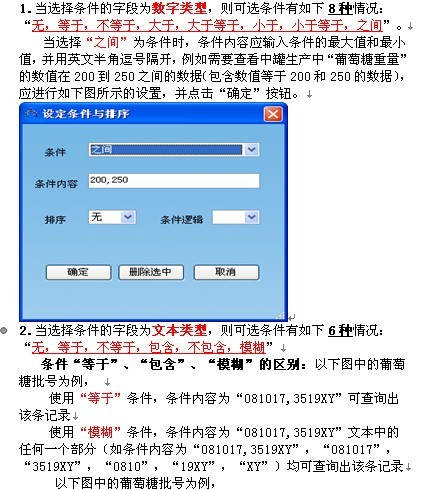 1.当选择条件的字段为数字类型，则可选条件有如下8种情况：
“无，等于，不等于，大于，大于等于，小于，小于等于，之间”。
当选择“之间”为条件时，条件内容应输入条件的最大值和最小
值，并用英文半角逗号隔开，例如需要查看中罐生产中“葡萄糖重量”
的数值在200到250之间的数据(包含数值等于200和250的数据)，
应进行如下图所示的设置，并点击“确定”按钮。
设定条件与排序
条件 之间
条件内容 200,250
排序 无 条件逻辑
确定 删除选中 取消
2.当选择条件的字段为文本类型，则可选条件有如下6种情况：
“无，等于，不等于，包含，不包含，模糊”
条件“等于”、“包含”、“模糊”的区别：以下图中的葡萄
糖批号为例，
使用“等于”条件，条件内容为“081017,3519XY”可查询出
该条记录
使用“模糊”条件，条件内容为“081017,3519XY”文本中的
任何一个部分（如条件内容为“081017,3519XY”，“081017”，
“3519XY”，“0810”，“19XY”，“XY”）均可查询出该条记录
以下图中的葡萄糖批号为例，